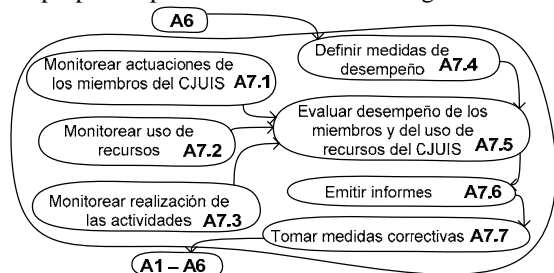 A6
Definir medidas de
desempeño A7.4
Monitorear actuaciones de
los miembros del CJUIS A7.1
Evaluar desempeño de los
miembros y del uso de
recursos del CJUIS A7.5
Monitorear uso de
recursos A7.2
Emitir informes A7.6
Monitorear realización de
las actividades A7.3
Tomar medidas correctivas A7.7
A1 – A6